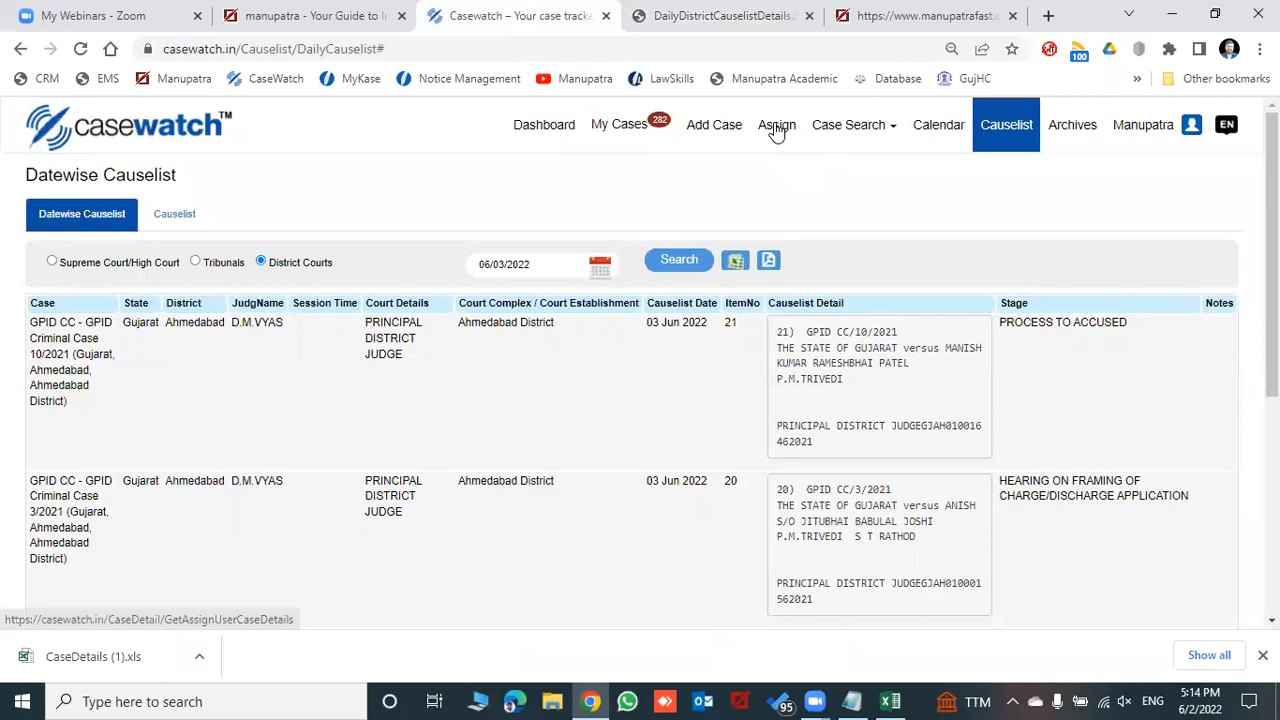 My Webinars - Zoom
manupatra - Your Guide to In
Casewatch – Your case tracke
DailyDistrictCauselistDetails.
https://www.manupatrafast.c
casewatch.in/Causelist/DailyCauselist#
100
CRM
EMS
Manupatra
CaseWatch
MyKase
Notice Management
Manupatra
LawSkills
Manupatra Academic
Database
GujHC
»
Other bookmarks
casewatch™
Dashboard
My Cases 282
Add Case
Assign
Case Search
Calendar
Causelist
Archives
Manupatra
EN
Datewise Causelist
Datewise Causelist
Causelist
Supreme Court/High Court
Tribunals
District Courts
06/03/2022
Search
Case State District JudgName Session Time Court Details Court Complex / Court Establishment Causelist Date ItemNo Causelist Detail Stage Notes
GPID CC - GPID
Criminal Case
10/2021 (Gujarat,
Ahmedabad,
Ahmedabad
District)
Gujarat
Ahmedabad
D.M.VYAS
PRINCIPAL
DISTRICT
JUDGE
Ahmedabad District
03 Jun 2022
21
21) GPID CC/10/2021
THE STATE OF GUJARAT versus MANISH
KUMAR RAMESHBHAI PATEL
P.M.TRIVEDI
PRINCIPAL DISTRICT JUDGEGJAH010016
462021
PROCESS TO ACCUSED
GPID CC - GPID
Criminal Case
3/2021 (Gujarat,
Ahmedabad,
Ahmedabad
District)
Gujarat
Ahmedabad
D.M.VYAS
PRINCIPAL
DISTRICT
JUDGE
Ahmedabad District
03 Jun 2022
20
20) GPID CC/3/2021
THE STATE OF GUJARAT versus ANISH
S/O JITUBHAI BABULAL JOSHI
P.M.TRIVEDI S T RATHOD
PRINCIPAL DISTRICT JUDGEGJAH010001
562021
HEARING ON FRAMING OF
CHARGE/DISCHARGE APPLICATION
https://casewatch.in/CaseDetail/GetAssignUserCaseDetails
CaseDetails (1).xls
Show all
Type here to search
95
TTM
ENG
5:14 PM
6/2/2022